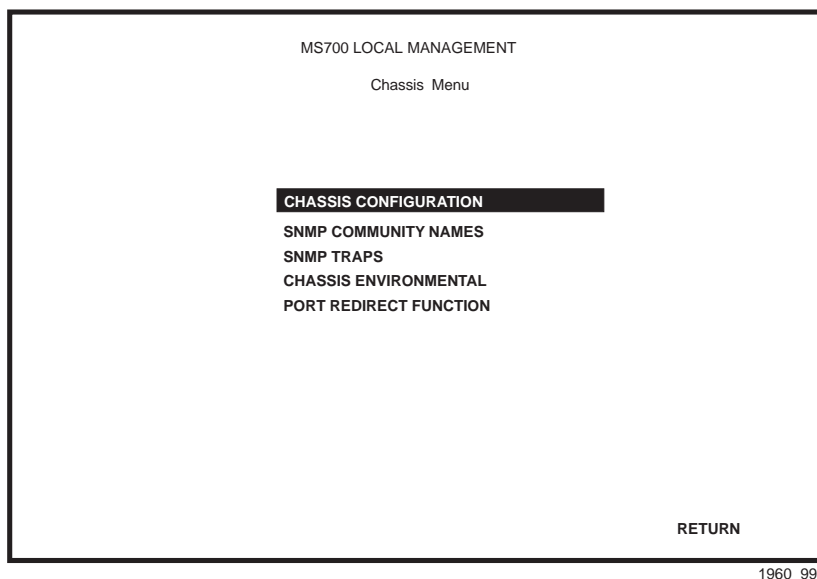 MS700 LOCAL MANAGEMENT
Chassis Menu
CHASSIS CONFIGURATION
SNMP COMMUNITY NAMES
SNMP TRAPS
CHASSIS ENVIRONMENTAL
PORT REDIRECT FUNCTION
RETURN
1960 99